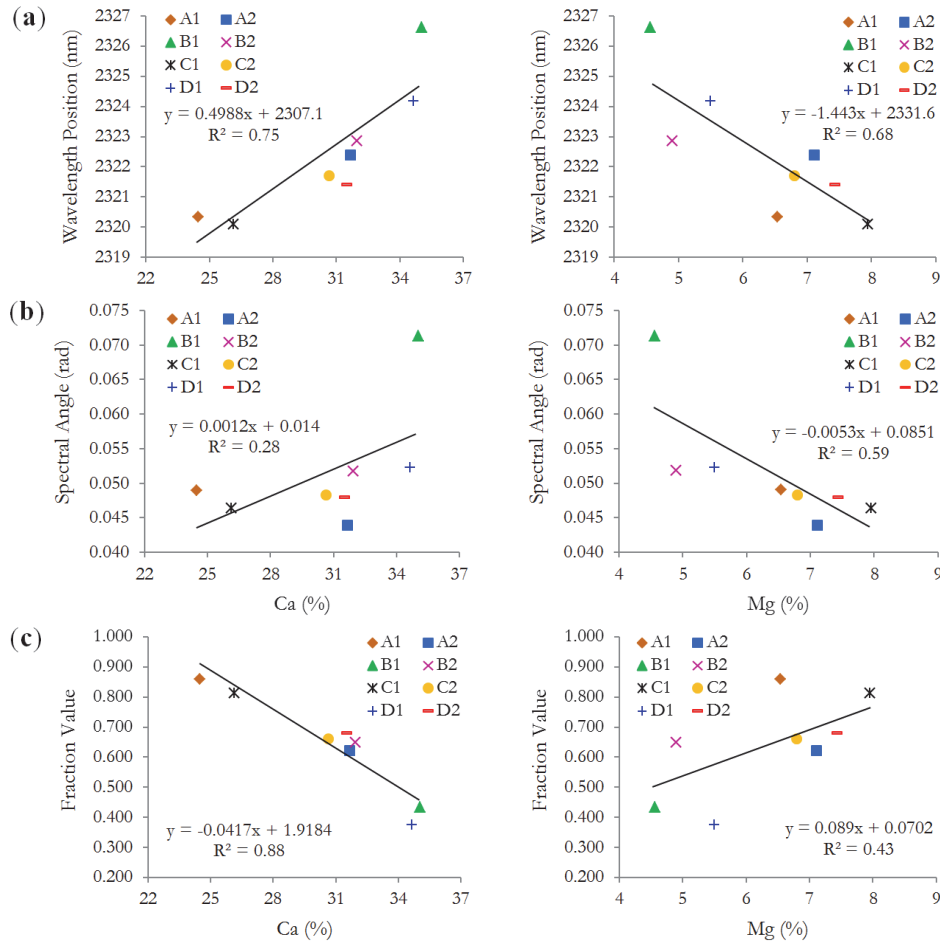 (a)
Wavelength Position (nm)
2327
2326
2325
2324
2323
2322
2321
2320
2319
22 25 28 31 34 37
A1 A2
B1 B2
C1 C2
D1 D2
y = 0.4988x + 2307.1
R² = 0.75
Wavelength Position (nm)
2327
2326
2325
2324
2323
2322
2321
2320
2319
4 5 6 7 8 9
A1 A2
B1 B2
C1 C2
D1 D2
y = -1.443x + 2331.6
R² = 0.68
(b)
Spectral Angle (rad)
0.075
0.070
0.065
0.060
0.055
0.050
0.045
0.040
22 25 28 31 34 37
Ca (%)
A1 A2
B1 B2
C1 C2
D1 D2
y = 0.0012x + 0.014
R² = 0.28
Spectral Angle (rad)
0.075
0.070
0.065
0.060
0.055
0.050
0.045
0.040
4 5 6 7 8 9
Mg (%)
A1 A2
B1 B2
C1 C2
D1 D2
y = -0.0053x + 0.0851
R² = 0.59
(c)
Fraction Value
1.000
0.900
0.800
0.700
0.600
0.500
0.400
0.300
0.200
22 25 28 31 34 37
Ca (%)
A1 A2
B1 B2
C1 C2
D1 D2
y = -0.0417x + 1.9184
R² = 0.88
Fraction Value
1.000
0.900
0.800
0.700
0.600
0.500
0.400
0.300
0.200
4 5 6 7 8 9
Mg (%)
A1 A2
B1 B2
C1 C2
D1 D2
y = 0.089x + 0.0702
R² = 0.43